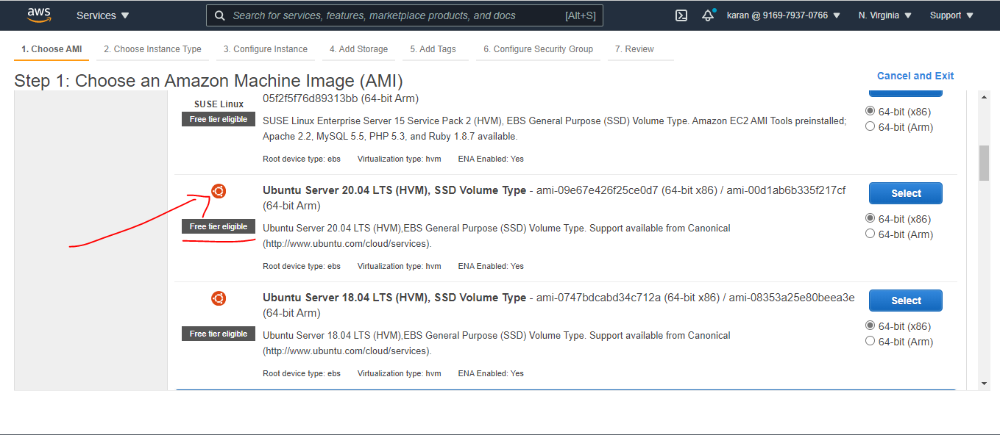 aws Services Search for services, features, marketplace products, and docs [Alt+S] karan @ 9169-7937-0766 N. Virginia Support
1. Choose AMI 2. Choose Instance Type 3. Configure Instance 4. Add Storage 5. Add Tags 6. Configure Security Group 7. Review
Step 1: Choose an Amazon Machine Image (AMI) Cancel and Exit
SUSE Linux
Free tier eligible
05f2f5f76d89313bb (64-bit Arm)
SUSE Linux Enterprise Server 15 Service Pack 2 (HVM), EBS General Purpose (SSD) Volume Type. Amazon EC2 AMI Tools preinstalled;
Apache 2.2, MySQL 5.5, PHP 5.3, and Ruby 1.8.7 available.
Root device type: ebs Virtualization type: hvm ENA Enabled: Yes
64-bit (x86)
64-bit (Arm)
Free tier eligible
Ubuntu Server 20.04 LTS (HVM), SSD Volume Type - ami-09e67e426f25ce0d7 (64-bit x86) / ami-00d1ab6b335f217cf
(64-bit Arm)
Ubuntu Server 20.04 LTS (HVM),EBS General Purpose (SSD) Volume Type. Support available from Canonical
(http://www.ubuntu.com/cloud/services).
Root device type: ebs Virtualization type: hvm ENA Enabled: Yes
Select
64-bit (x86)
64-bit (Arm)
Free tier eligible
Ubuntu Server 18.04 LTS (HVM), SSD Volume Type - ami-0747bdcabd34c712a (64-bit x86) / ami-08353a25e80beea3e
(64-bit Arm)
Ubuntu Server 18.04 LTS (HVM),EBS General Purpose (SSD) Volume Type. Support available from Canonical
(http://www.ubuntu.com/cloud/services).
Root device type: ebs Virtualization type: hvm ENA Enabled: Yes
Select
64-bit (x86)
64-bit (Arm)